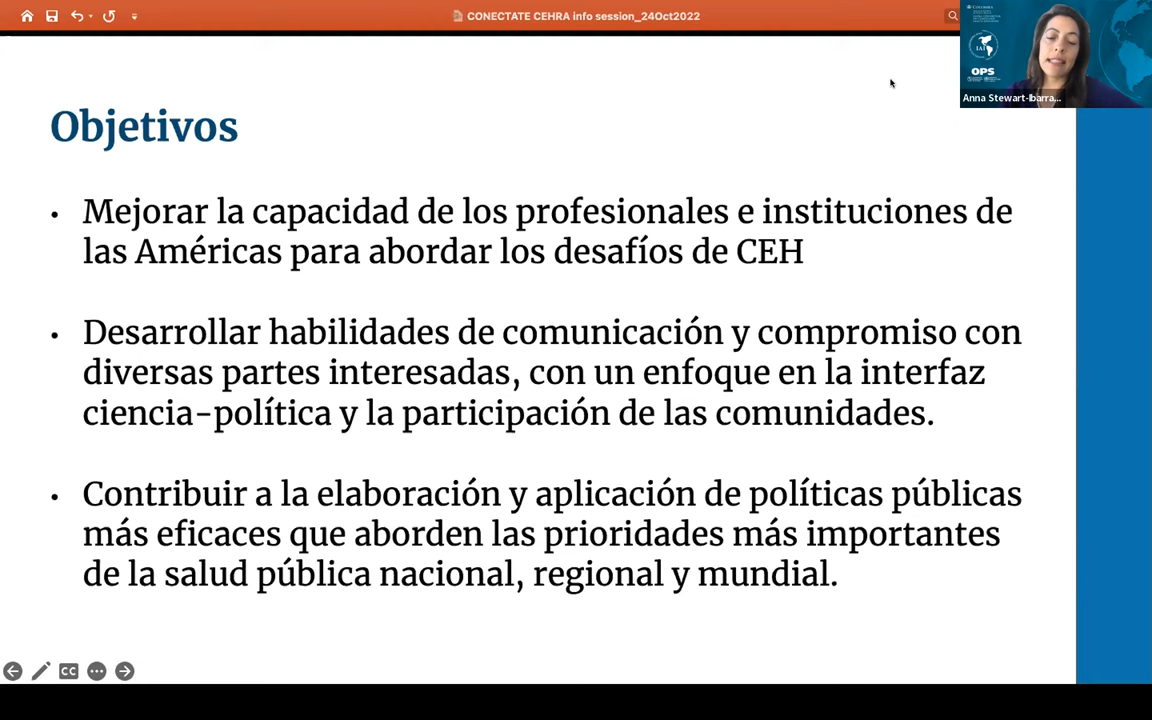 CONECTATE CEHRA info session_24Oct2022
COLUMBIA
IAI
OPS
Anna Stewart-Ibarra...
Objetivos
• Mejorar la capacidad de los profesionales e instituciones de
las Américas para abordar los desafíos de CEH
• Desarrollar habilidades de comunicación y compromiso con
diversas partes interesadas, con un enfoque en la interfaz
ciencia-política y la participación de las comunidades.
• Contribuir a la elaboración y aplicación de políticas públicas
más eficaces que aborden las prioridades más importantes
de la salud pública nacional, regional y mundial.
CC